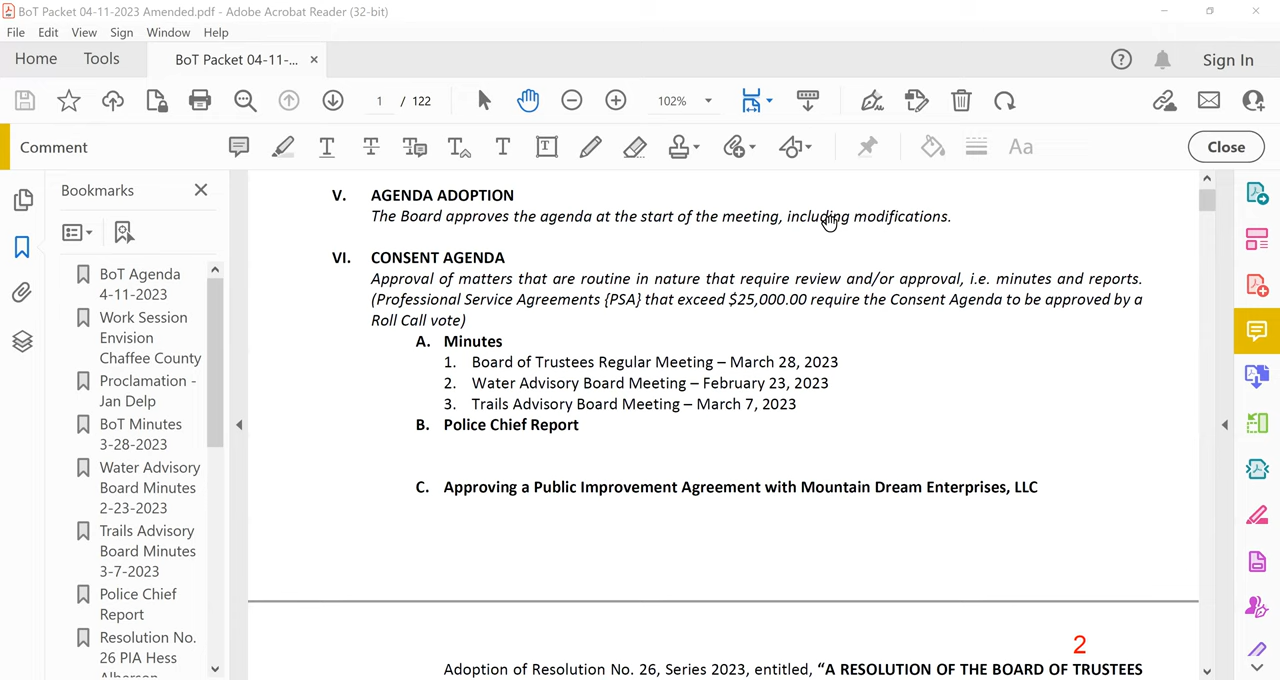 BoT Packet 04-11-2023 Amended.pdf - Adobe Acrobat Reader (32-bit)
File Edit View Sign Window Help
Home Tools BoT Packet 04-11-... × Sign In
1 / 122 102%
Comment Close
Bookmarks
BoT Agenda
4-11-2023
Work Session
Envision
Chaffee County
Proclamation -
Jan Delp
BoT Minutes
3-28-2023
Water Advisory
Board Minutes
2-23-2023
Trails Advisory
Board Minutes
3-7-2023
Police Chief
Report
Resolution No.
26 PIA Hess
Alberson
V. AGENDA ADOPTION
The Board approves the agenda at the start of the meeting, including modifications.
VI. CONSENT AGENDA
Approval of matters that are routine in nature that require review and/or approval, i.e. minutes and reports.
(Professional Service Agreements {PSA} that exceed $25,000.00 require the Consent Agenda to be approved by a
Roll Call vote)
A. Minutes
1. Board of Trustees Regular Meeting – March 28, 2023
2. Water Advisory Board Meeting – February 23, 2023
3. Trails Advisory Board Meeting – March 7, 2023
B. Police Chief Report
C. Approving a Public Improvement Agreement with Mountain Dream Enterprises, LLC
2
Adoption of Resolution No. 26, Series 2023, entitled, “A RESOLUTION OF THE BOARD OF TRUSTEES